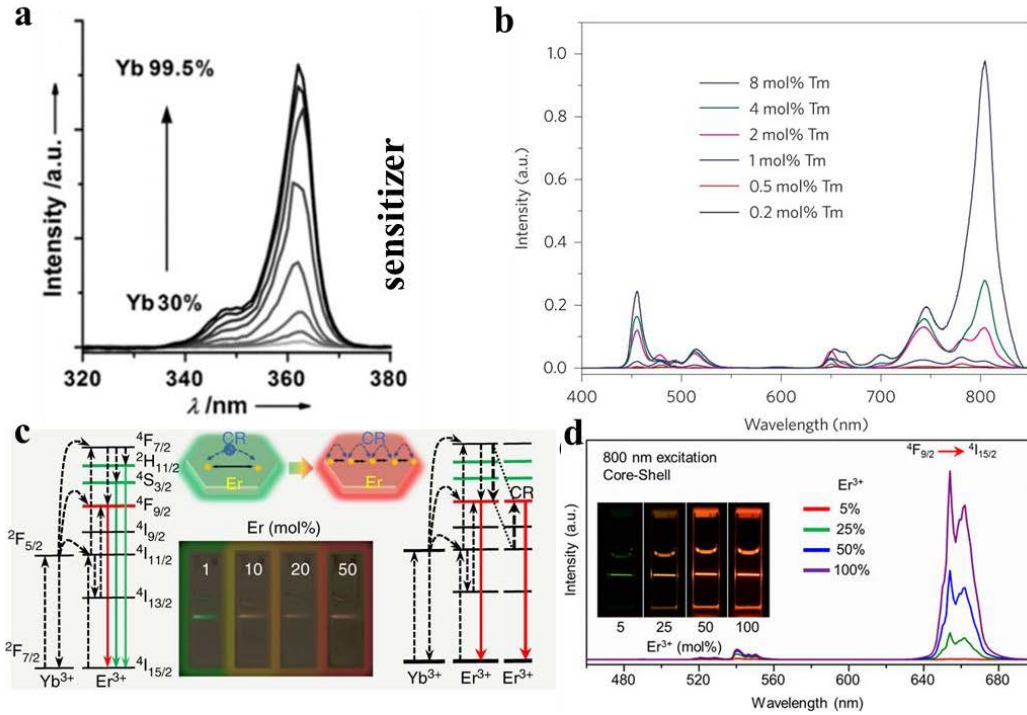 a
Yb 99.5%
Yb 30%
Intensity /a.u.
320 340 360 380
λ /nm
sensitizer
b
1.0
0.8
0.6
0.4
0.2
0.0
8 mol% Tm
4 mol% Tm
2 mol% Tm
1 mol% Tm
0.5 mol% Tm
0.2 mol% Tm
Intensity (a.u.)
400 500 600 700 800
Wavelength (nm)
c
⁴F₇/₂
²H₁₁/₂
⁴S₃/₂
⁴F₉/₂
⁴I₉/₂
⁴I₁₁/₂
⁴I₁₃/₂
⁴I₁₅/₂
²F₅/₂
²F₇/₂
Yb³⁺ Er³⁺
CR
Er
CR
Er
Er (mol%)
1 10 20 50
CR
Yb³⁺ Er³⁺ Er³⁺
d
800 nm excitation
Core-Shell
5 25 50 100
Er³⁺ (mol%)
⁴F₉/₂ ⁴I₁₅/₂
Er³⁺
5%
25%
50%
100%
Intensity (a.u.)
480 520 560 600 640 680
Wavelength (nm)